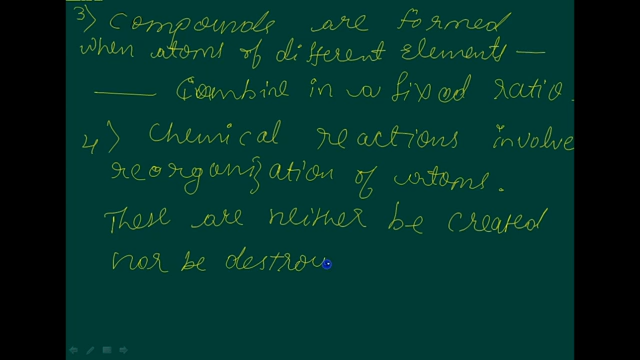 3) Compounds are formed
when atoms of different Elements —
— Combine in a fixed ratio.
4) Chemical reactions involve
reorganization of atoms.
These are neither be created
nor be destroy